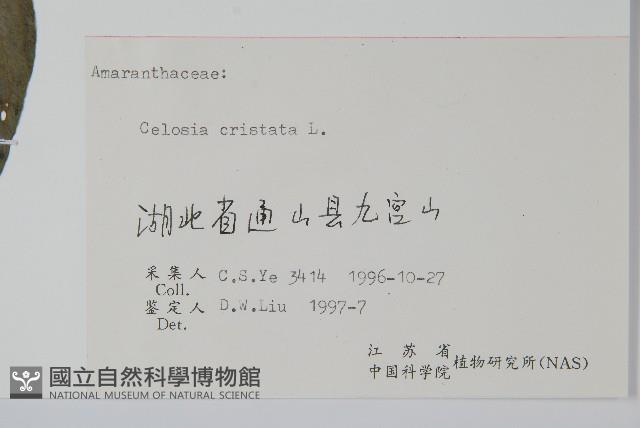 Amaranthaceae:
Celosia cristata L.
湖北省通山县九宫山
采集人 C.S.Ye 3414 1996-10-27
Coll.
鉴定人 D.W.Liu 1997-7
Det.
江苏省
中国科学院 植物研究所(NAS)
國立自然科學博物館
NATIONAL MUSEUM OF NATURAL SCIENCE